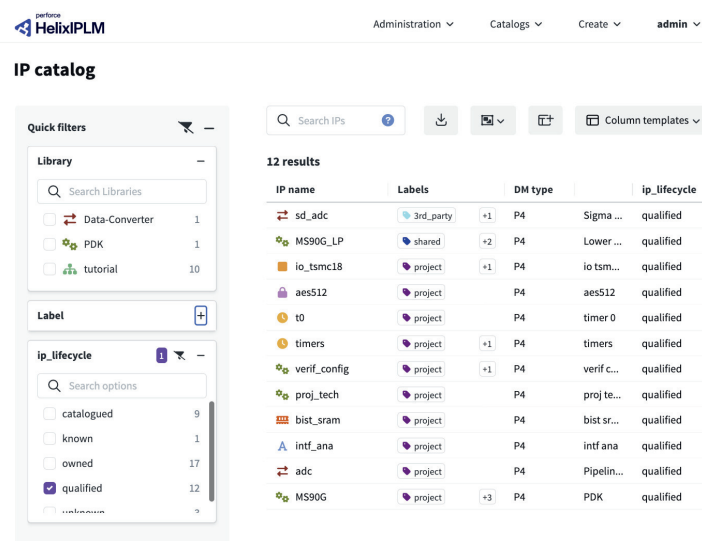 perforce
HelixIPLM
Administration Catalogs Create admin
IP catalog
Quick filters
Library
Search Libraries
Data-Converter 1
PDK 1
tutorial 10
Label
ip_lifecycle 1
Search options
catalogued 9
known 1
owned 17
qualified 12
unknown 3
Search IPs ? Column templates
12 results
IP name Labels DM type ip_lifecycle
sd_adc 3rd_party +1 P4 Sigma ... qualified
MS90G_LP shared +2 P4 Lower ... qualified
io_tsmc18 project +1 P4 io tsm... qualified
aes512 project P4 aes512 qualified
t0 project P4 timer 0 qualified
timers project +1 P4 timers qualified
verif_config project +1 P4 verif c... qualified
proj_tech project P4 proj te... qualified
bist_sram project P4 bist sr... qualified
A intf_ana project P4 intf ana qualified
adc project P4 Pipelin... qualified
MS90G project +3 P4 PDK qualified